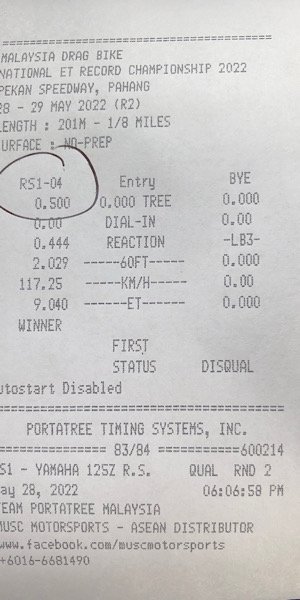 MALAYSIA DRAG BIKE
NATIONAL ET RECORD CHAMPIONSHIP 2022
PEKAN SPEEDWAY, PAHANG
28 - 29 MAY 2022 (R2)
LENGTH : 201M - 1/8 MILES
SURFACE : NO-PREP
RS1-04 Entry BYE
0.500 0.000 TREE 0.000
0.00 DIAL-IN 0.00
0.444 REACTION -LB3-
2.029 -----60FT----- 0.000
117.25 -----KM/H----- 0.00
9.040 ------ET------ 0.000
WINNER
FIRST
STATUS DISQUAL
utostart Disabled
PORTATREE TIMING SYSTEMS, INC.
============= 83/84 ===========600214
S1 - YAMAHA 125Z R.S. QUAL RND 2
ay 28, 2022 06:06:58 PM
TEAM PORTATREE MALAYSIA
MUSC MOTORSPORTS - ASEAN DISTRIBUTOR
www.facebook.com/muscmotorsports
+6016-6681490